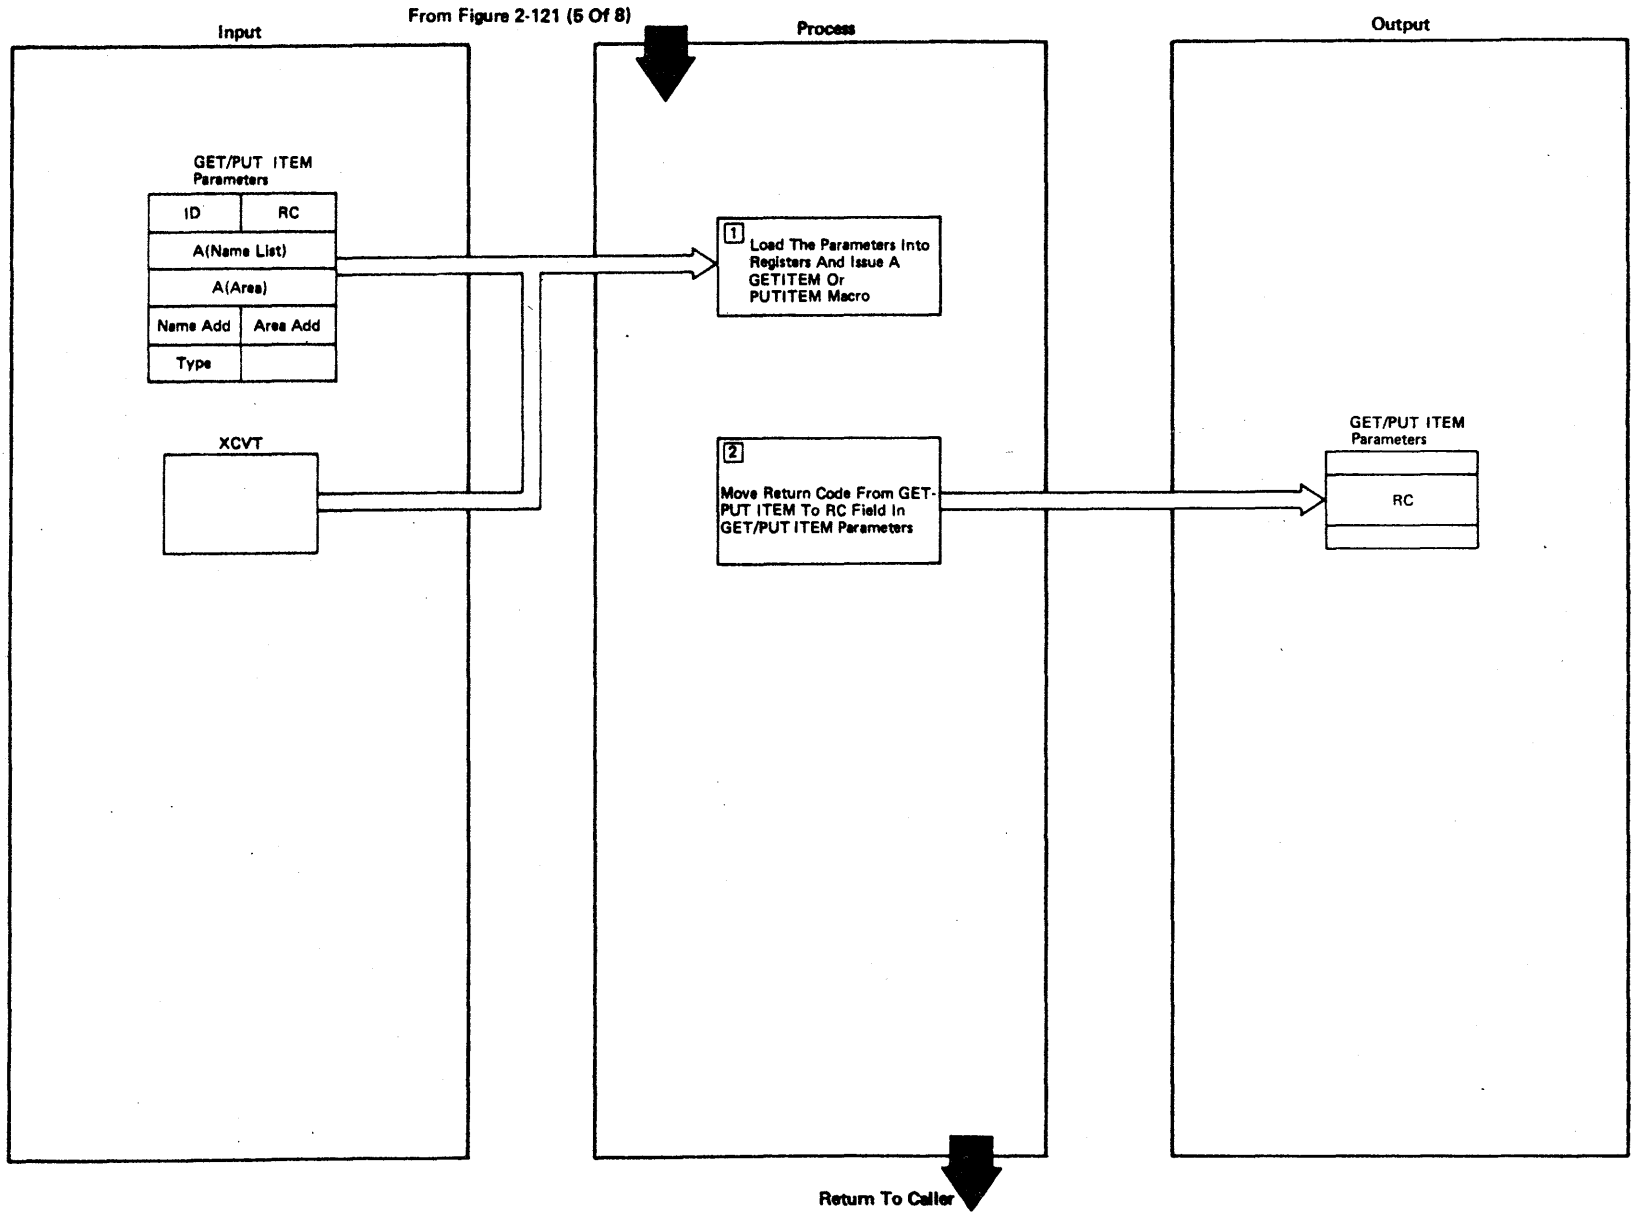 From Figure 2-121 (5 Of 8)
Input
Process
Output
GET/PUT ITEM
Parameters
ID
RC
A(Name List)
A(Area)
Name Add
Area Add
Type
XCVT
1
Load The Parameters Into
Registers And Issue A
GETITEM Or
PUTITEM Macro
2
Move Return Code From GET-
PUT ITEM To RC Field In
GET/PUT ITEM Parameters
GET/PUT ITEM
Parameters
RC
Return To Caller